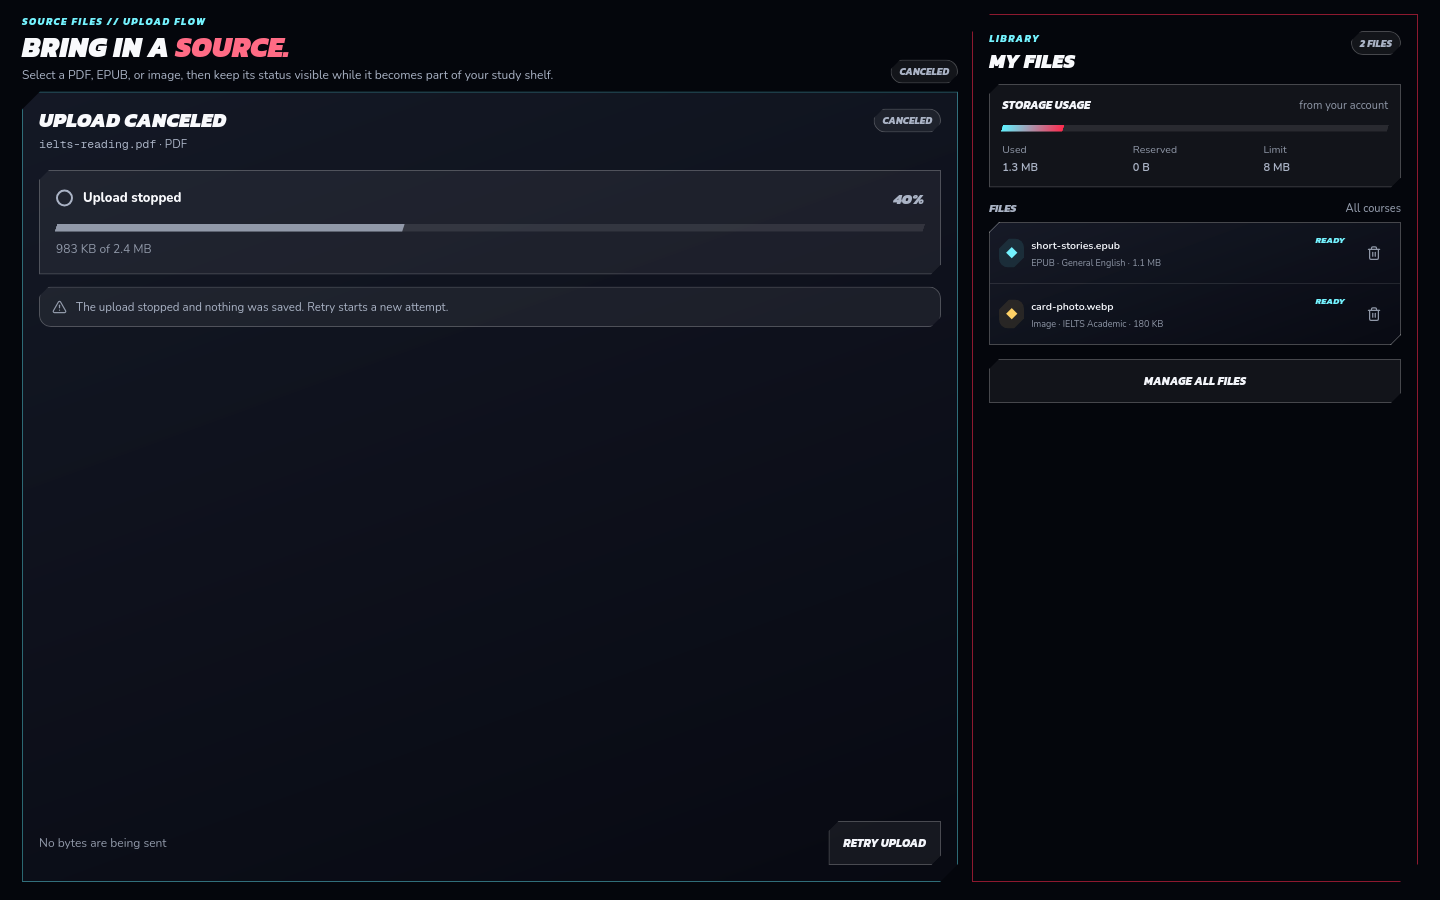 SOURCE FILES // UPLOAD FLOW
BRING IN A SOURCE.
Select a PDF, EPUB, or image, then keep its status visible while it becomes part of your study shelf.
CANCELED
UPLOAD CANCELED
CANCELED
ielts-reading.pdf · PDF
Upload stopped
40%
983 KB of 2.4 MB
The upload stopped and nothing was saved. Retry starts a new attempt.
No bytes are being sent
RETRY UPLOAD
LIBRARY
MY FILES
2 FILES
STORAGE USAGE
from your account
Used
Reserved
Limit
1.3 MB
0 B
8 MB
FILES
All courses
short-stories.epub
READY
EPUB · General English · 1.1 MB
card-photo.webp
READY
Image · IELTS Academic · 180 KB
MANAGE ALL FILES